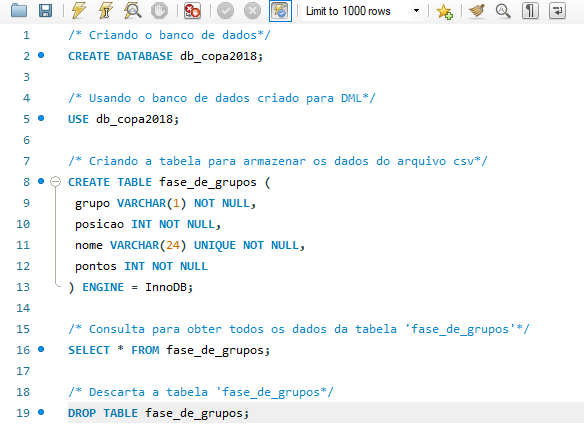 Limit to 1000 rows
1 /* Criando o banco de dados*/
2 CREATE DATABASE db_copa2018;
3
4 /* Usando o banco de dados criado para DML*/
5 USE db_copa2018;
6
7 /* Criando a tabela para armazenar os dados do arquivo csv*/
8 CREATE TABLE fase_de_grupos (
9 grupo VARCHAR(1) NOT NULL,
10 posicao INT NOT NULL,
11 nome VARCHAR(24) UNIQUE NOT NULL,
12 pontos INT NOT NULL
13 ) ENGINE = InnoDB;
14
15 /* Consulta para obter todos os dados da tabela 'fase_de_grupos'*/
16 SELECT * FROM fase_de_grupos;
17
18 /* Descarta a tabela 'fase_de_grupos*/
19 DROP TABLE fase_de_grupos;